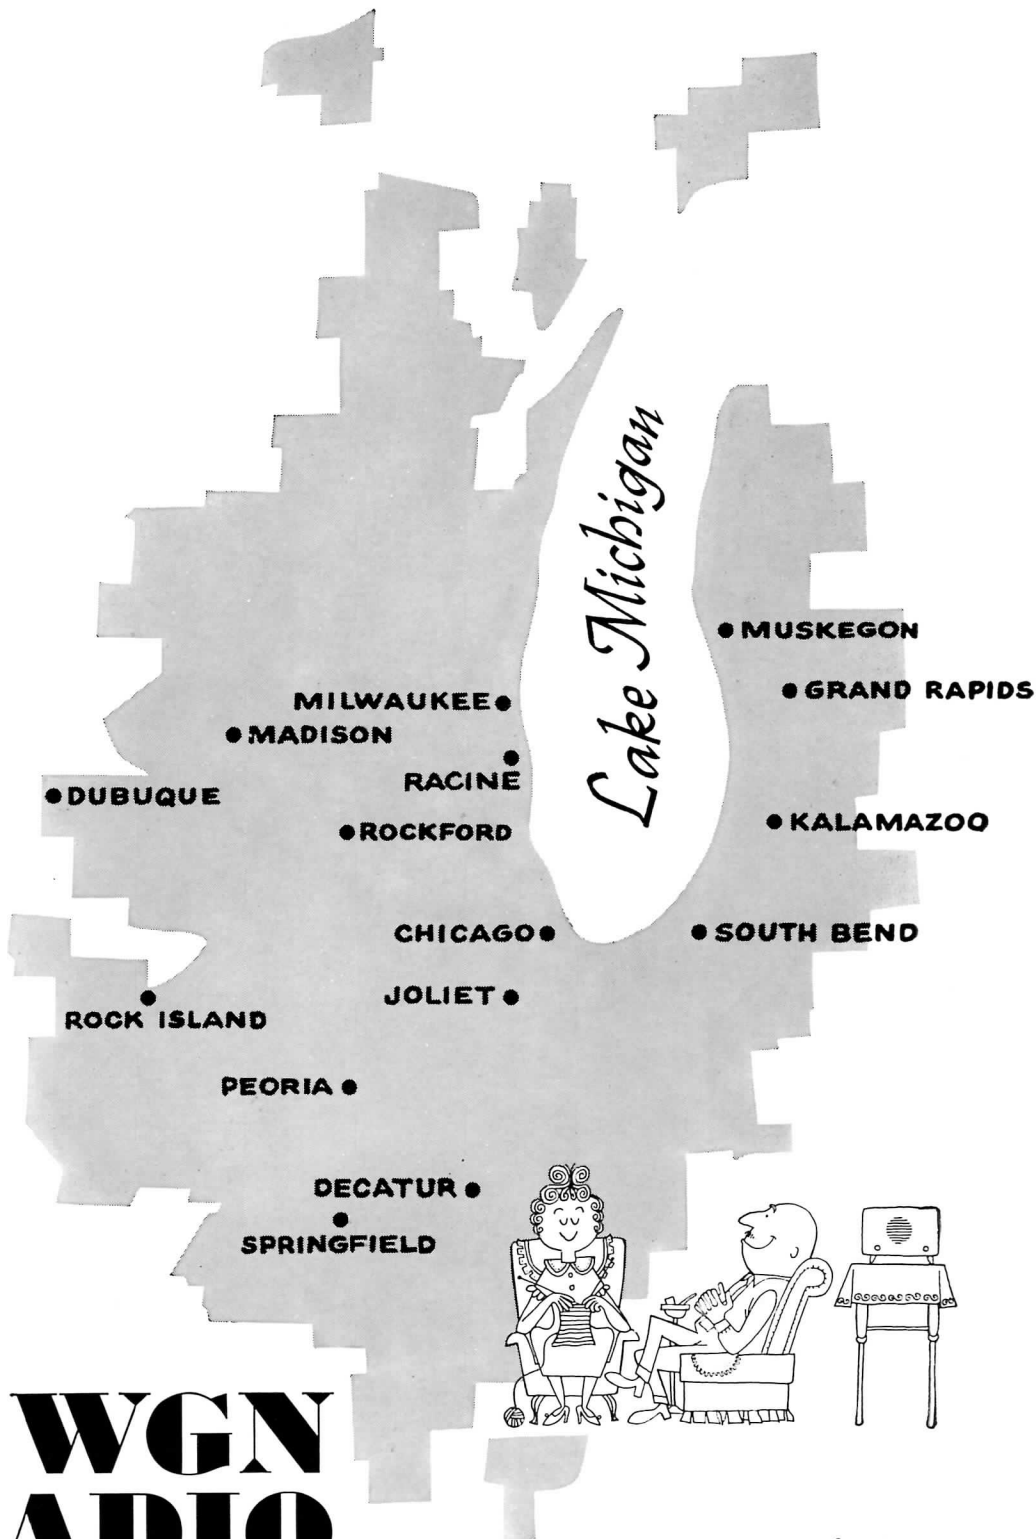 Lake Michigan
MUSKEGON
GRAND RAPIDS
MILWAUKEE
MADISON
RACINE
DUBUQUE
ROCKFORD
KALAMAZOO
CHICAGO
SOUTH BEND
JOLIET
ROCK ISLAND
PEORIA
DECATUR
SPRINGFIELD
WGN